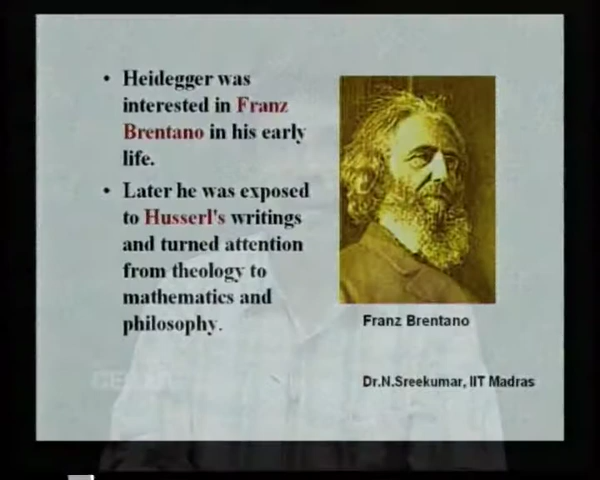 • Heidegger was
interested in Franz
Brentano in his early
life.
• Later he was exposed
to Husserl's writings
and turned attention
from theology to
mathematics and
philosophy.
Franz Brentano
Dr.N.Sreekumar, IIT Madras